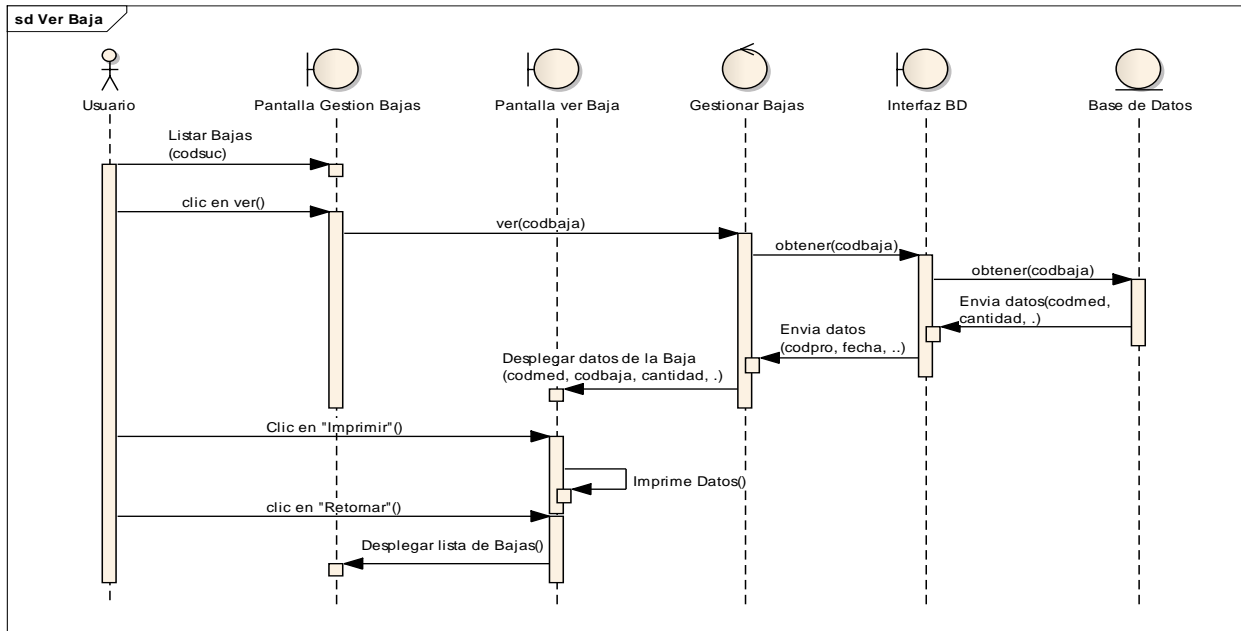 sd Ver Baja
Usuario
Pantalla Gestion Bajas
Pantalla ver Baja
Gestionar Bajas
Interfaz BD
Base de Datos
Listar Bajas
(codsuc)
clic en ver()
ver(codbaja)
obtener(codbaja)
obtener(codbaja)
Envia datos(codmed,
cantidad, .)
Envia datos
(codpro, fecha, ..)
Desplegar datos de la Baja
(codmed, codbaja, cantidad, .)
Clic en "Imprimir"()
Imprime Datos()
clic en "Retornar"()
Desplegar lista de Bajas()